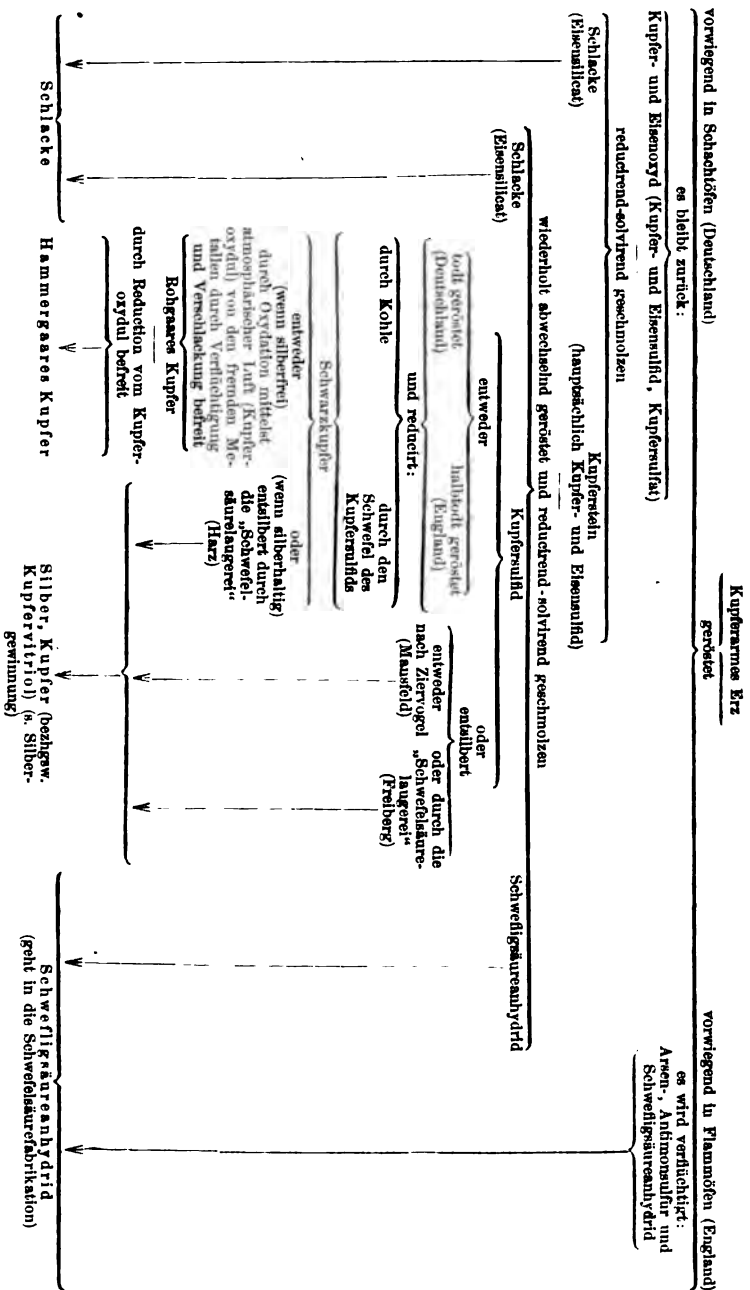 Kupferarmes Erz
geröstet
vorwiegend in Schachtöfen (Deutschland)
vorwiegend in Flammöfen (England)
es bleibt zurück:
Kupfer- und Eisenoxyd (Kupfer- und Eisensulfid, Kupfersulfat)
es wird verflüchtigt:
Arsen-, Antimonsulfür und
Schwefligsäureanhydrid
reducirend-solvirend geschmolzen
Schlacke
(Eisensilicat)
Kupferstein
(hauptsächlich Kupfer- und Eisensulfid)
wiederholt abwechselnd geröstet und reducirend-solvirend geschmolzen
Schlacke
(Eisensilicat)
Kupfersulfid
Schwefligsäureanhydrid
entweder
oder
entsilbert
todt geröstet
(Deutschland)
halbtodt geröstet
(England)
entweder
nach Ziervogel
(Mansfeld)
oder durch die
„Schwefelsäure-
laugerei“
(Freiberg)
und reducirt:
durch Kohle
durch den
Schwefel des
Kupfersulfids
Schwarzkupfer
entweder
(wenn silberfrei)
durch Oxydation mittelst
atmosphärischer Luft (Kupfer-
oxydul) von den fremden Me-
tallen durch Verflüchtigung
und Verschlackung befreit
oder
(wenn silberhaltig)
entsilbert durch
die „Schwefel-
säurelaugerei“
(Harz)
Rohgaares Kupfer
durch Reduction vom Kupfer-
oxydul befreit
Schlacke
Hammergaares Kupfer
Silber, Kupfer (bezhgsw.
Kupfervitriol) (s. Silber-
gewinnung)
Schwefligsäureanhydrid
(geht in die Schwefelsäurefabrikation)